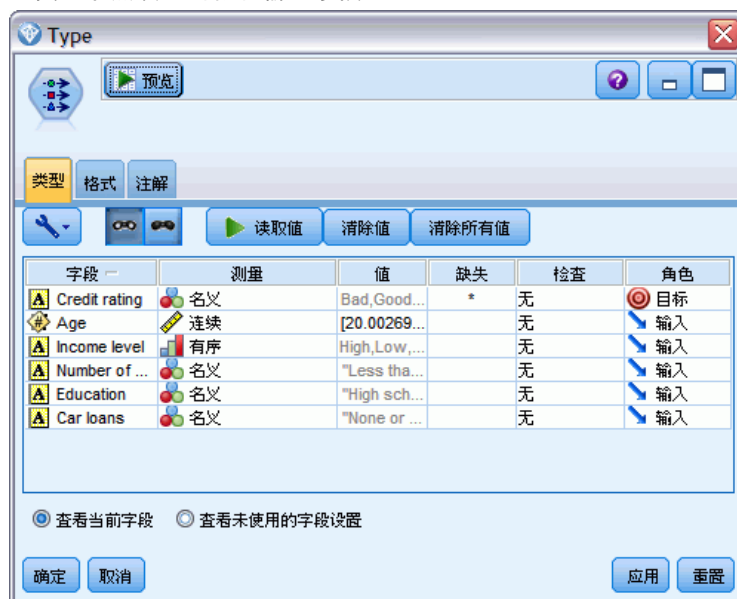 Type
预览
类型 格式 注解
读取值 清除值 清除所有值
字段 测量 值 缺失 检查 角色
Credit rating 名义 Bad,Good... * 无 目标
Age 连续 [20.00269... 无 输入
Income level 有序 High,Low,... 无 输入
Number of ... 名义 "Less tha... 无 输入
Education 名义 "High sch... 无 输入
Car loans 名义 "None or ... 无 输入
查看当前字段 查看未使用的字段设置
确定 取消 应用 重置